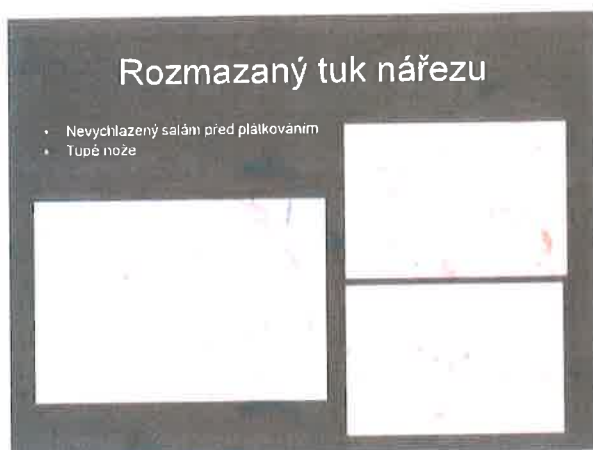 Rozmazaný tuk nářezu
• Nevychlazený salám před plátkováním
• Tupé nože